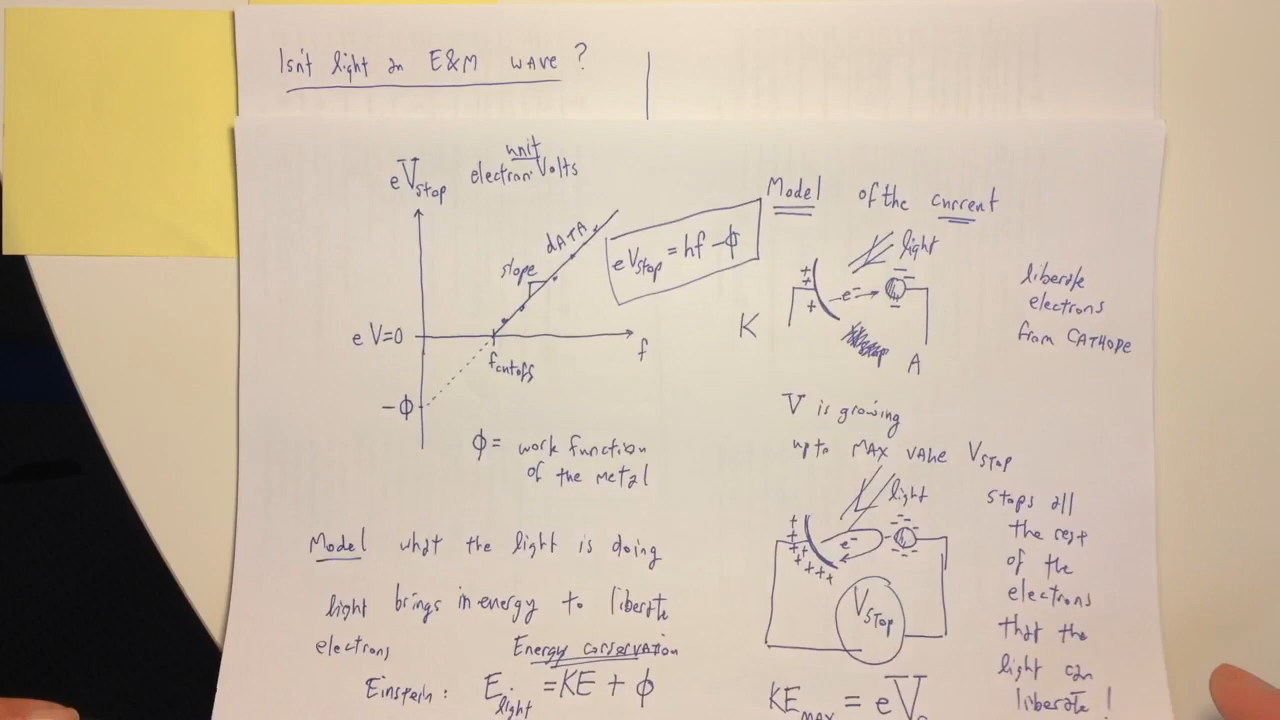 Isn't light an E&M wave?
unit
eVstop electron Volts
dATA
slope
eVstop = hf - ϕ
e V=0
f
fcutoff
-ϕ
ϕ = work function
of the metal
Model what the light is doing
light brings in energy to liberate
electrons
Energy conservation
Einstein: E light = KE + ϕ
Model of the current
light
++
+
e-
K
A
liberate
electrons
from CATHODE
V is growing
up to MAX value Vstop
light
e-
Vstop
stops all
the rest
of the
electrons
that the
light can
liberate!
KE MAX = eV